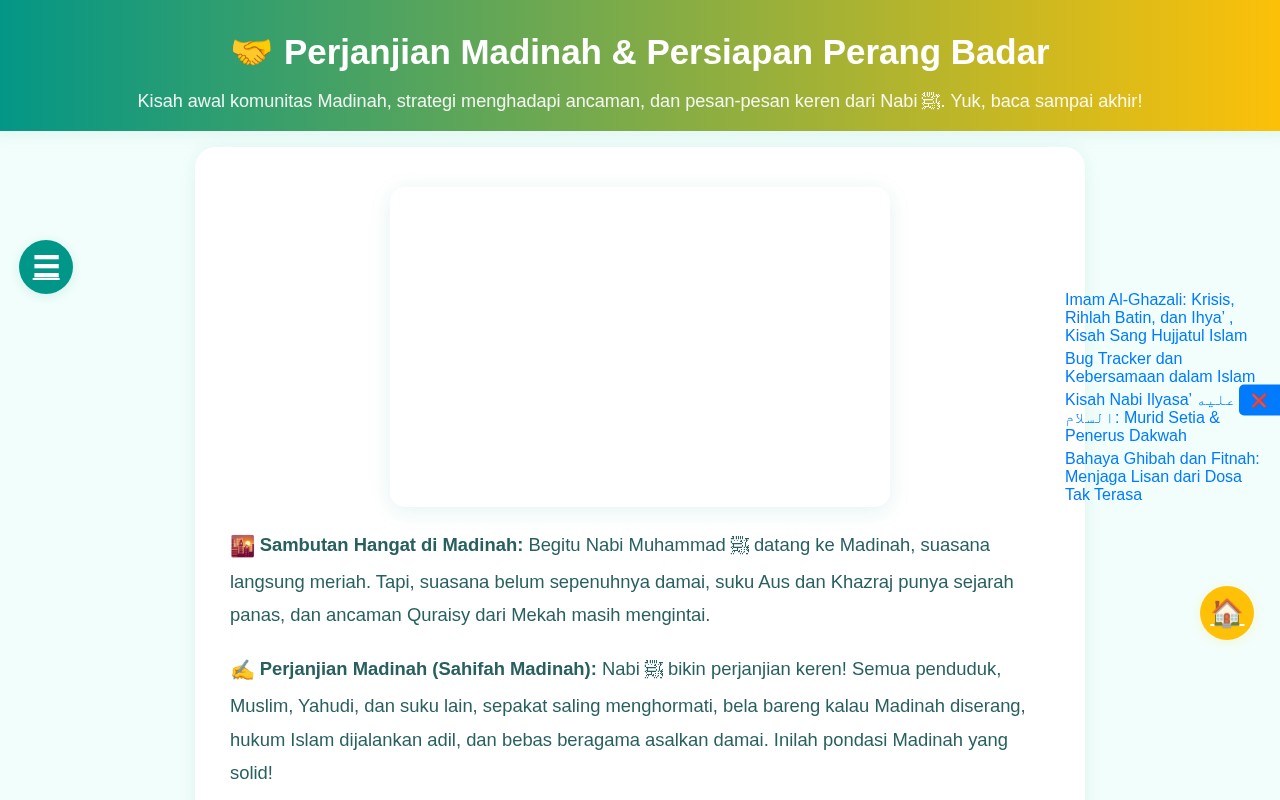 🤝 Perjanjian Madinah & Persiapan Perang Badar
Kisah awal komunitas Madinah, strategi menghadapi ancaman, dan pesan-pesan keren dari Nabi ﷺ. Yuk, baca sampai akhir!
Imam Al-Ghazali: Krisis,
Rihlah Batin, dan Ihya' ,
Kisah Sang Hujjatul Islam
Bug Tracker dan
Kebersamaan dalam Islam
Kisah Nabi Ilyasa' عليه
السلام: Murid Setia &
Penerus Dakwah
Bahaya Ghibah dan Fitnah:
Menjaga Lisan dari Dosa
Tak Terasa
🌇 Sambutan Hangat di Madinah: Begitu Nabi Muhammad ﷺ datang ke Madinah, suasana
langsung meriah. Tapi, suasana belum sepenuhnya damai, suku Aus dan Khazraj punya sejarah
panas, dan ancaman Quraisy dari Mekah masih mengintai.
✍️ Perjanjian Madinah (Sahifah Madinah): Nabi ﷺ bikin perjanjian keren! Semua penduduk,
Muslim, Yahudi, dan suku lain, sepakat saling menghormati, bela bareng kalau Madinah diserang,
hukum Islam dijalankan adil, dan bebas beragama asalkan damai. Inilah pondasi Madinah yang
solid!